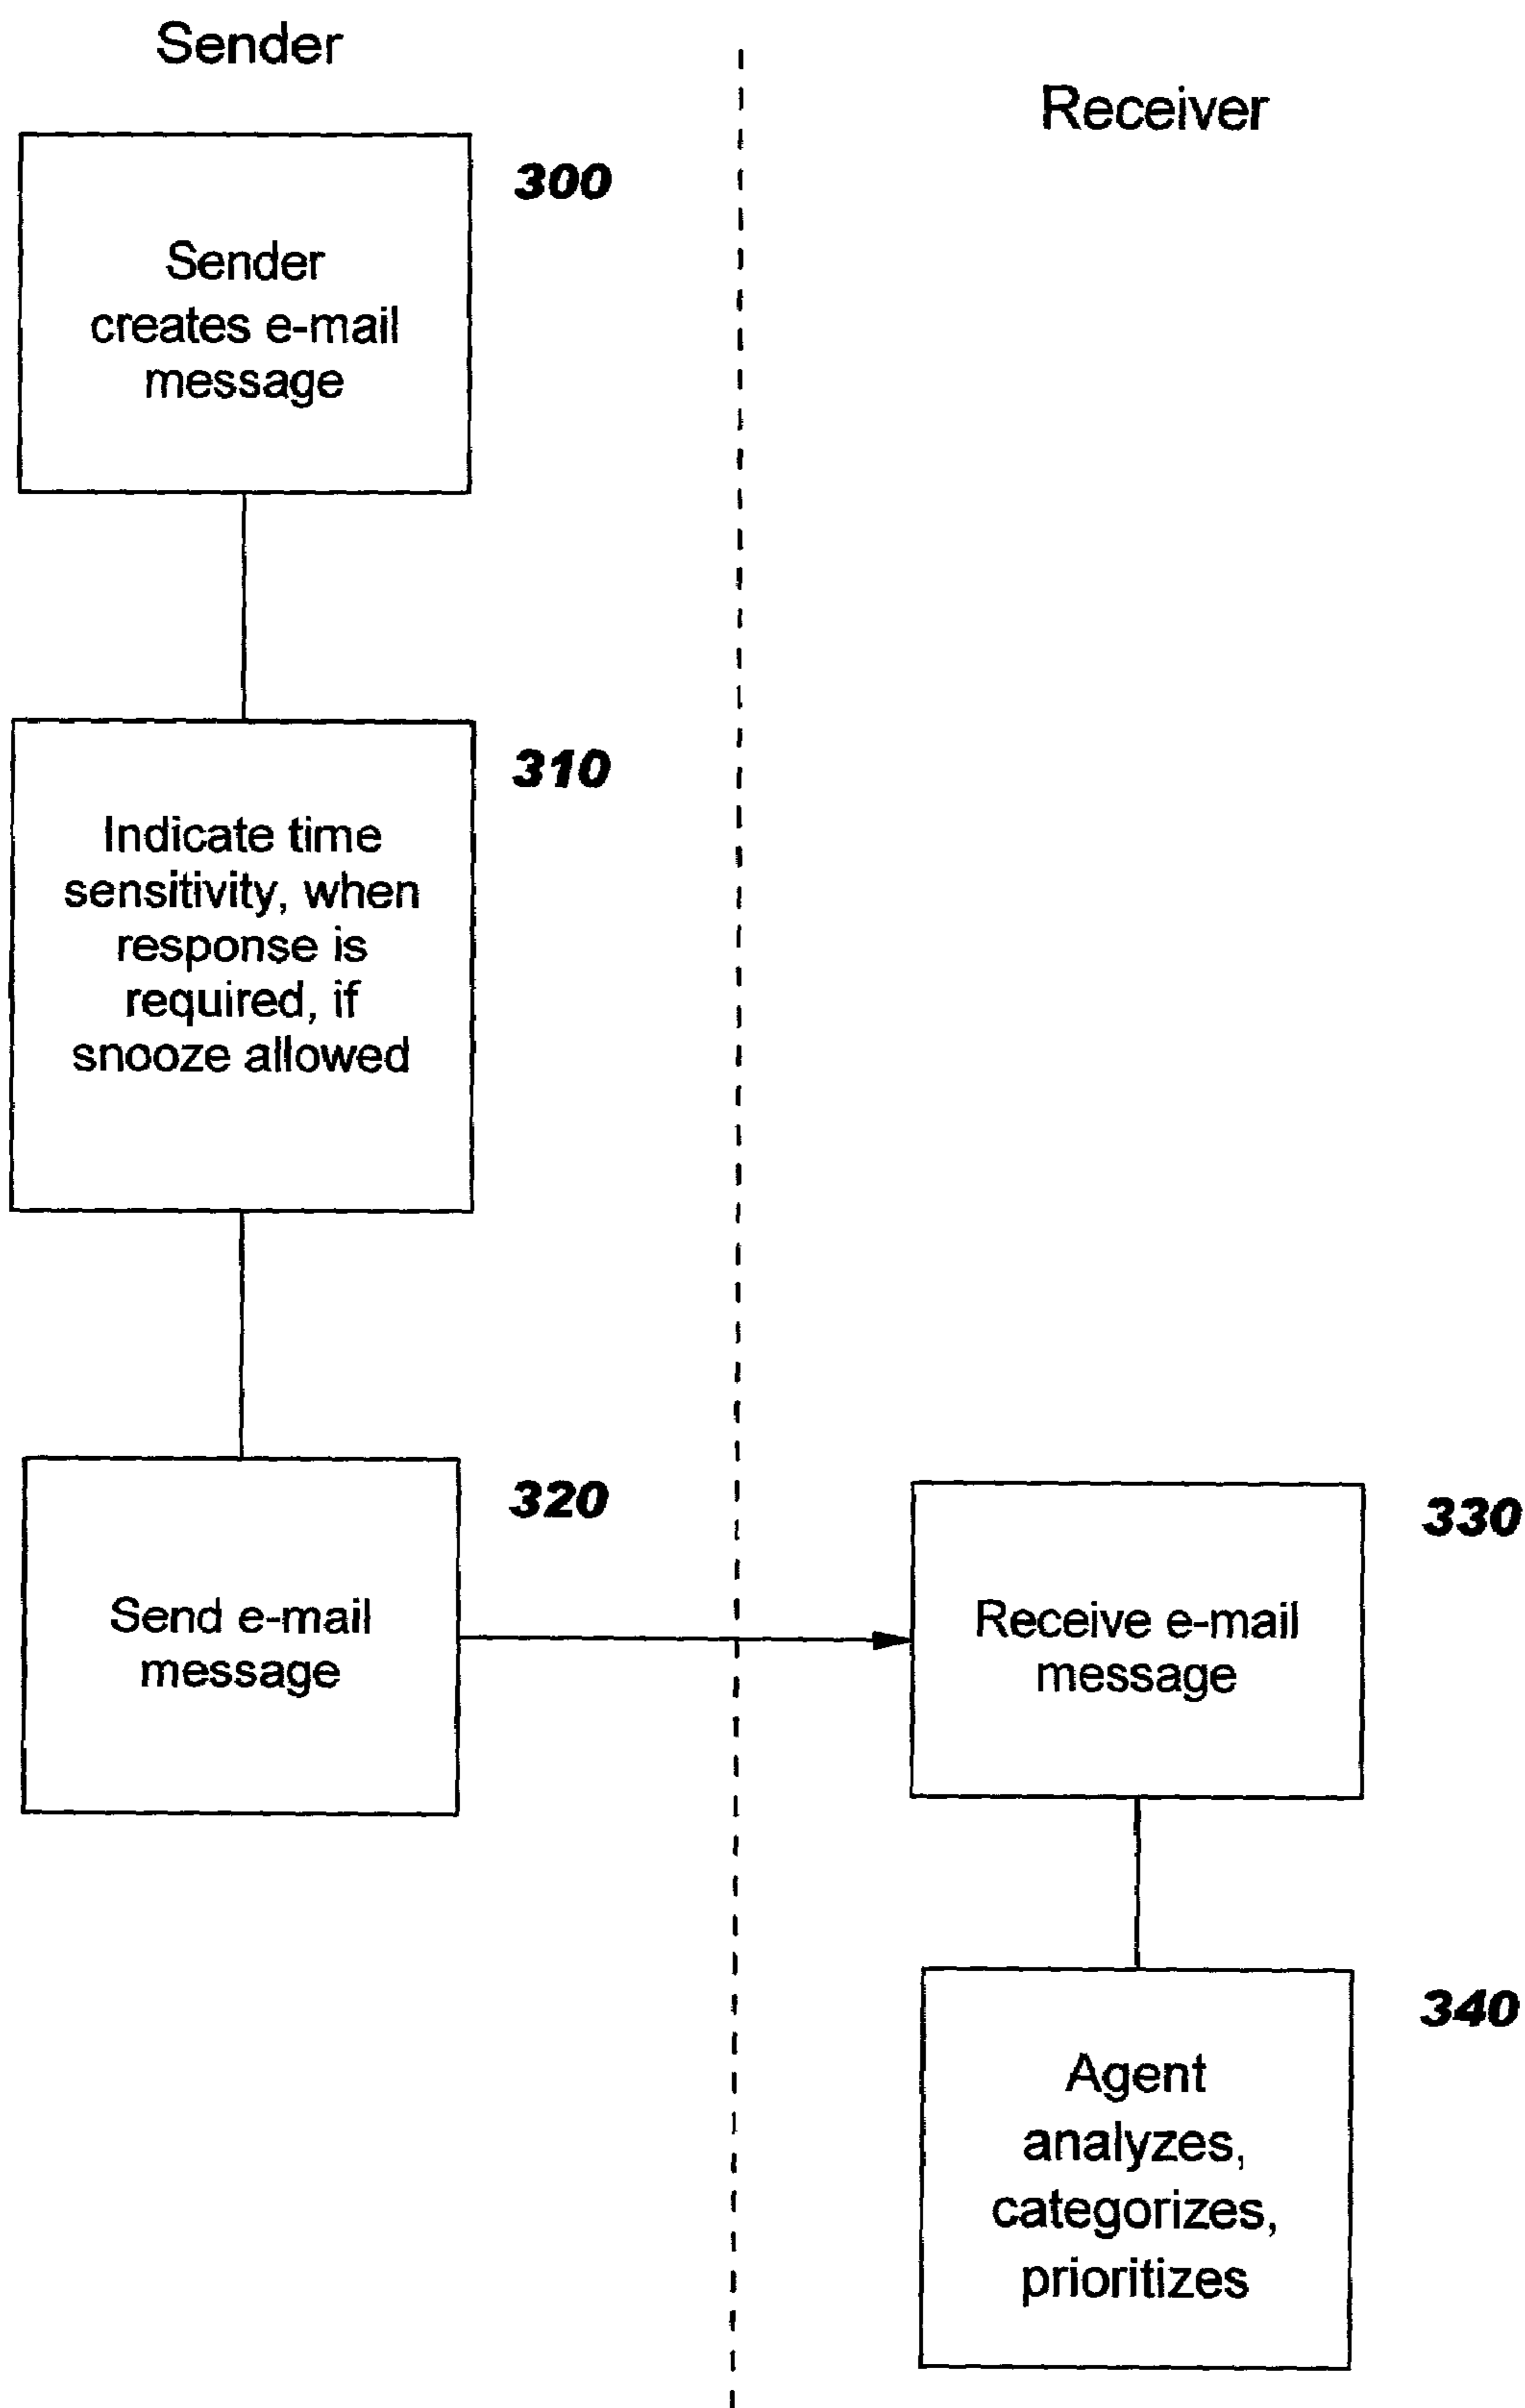 Sender
Receiver
300
Sender
creates e-mail
message
310
Indicate time
sensitivity, when
response is
required, if
snooze allowed
320
Send e-mail
message
330
Receive e-mail
message
340
Agent
analyzes,
categorizes,
prioritizes